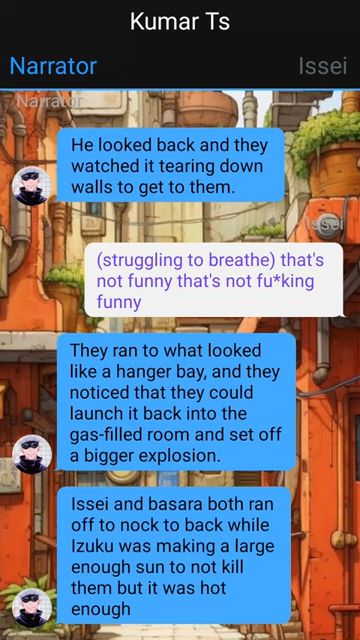 Kumar Ts
Narrator Issei
Narrator
He looked back and they
watched it tearing down
walls to get to them.
Issei
(struggling to breathe) that's
not funny that's not fu*king
funny
They ran to what looked
like a hanger bay, and they
noticed that they could
launch it back into the
gas-filled room and set off
a bigger explosion.
Issei and basara both ran
off to nock to back while
Izuku was making a large
enough sun to not kill
them but it was hot
enough